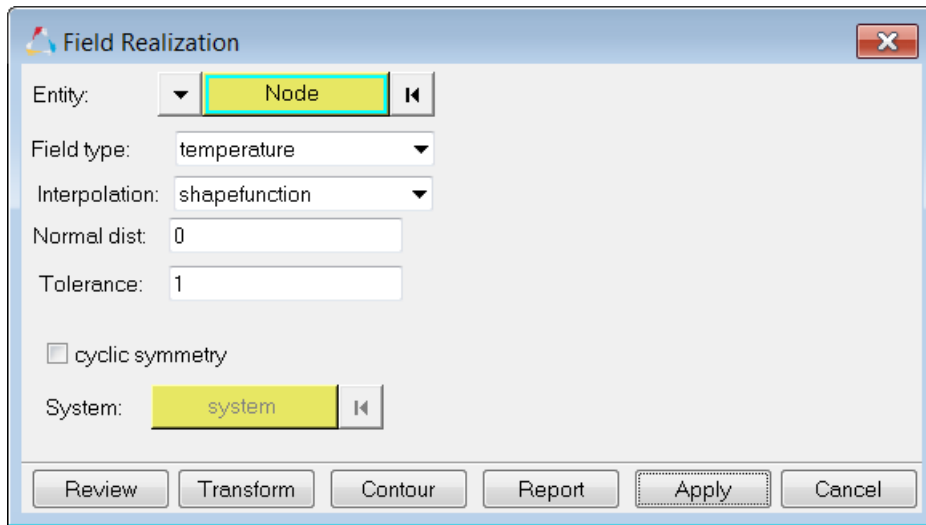 Field Realization
Entity: Node
Field type: temperature
Interpolation: shapefunction
Normal dist: 0
Tolerance: 1
cyclic symmetry
System: system
Review Transform Contour Report Apply Cancel